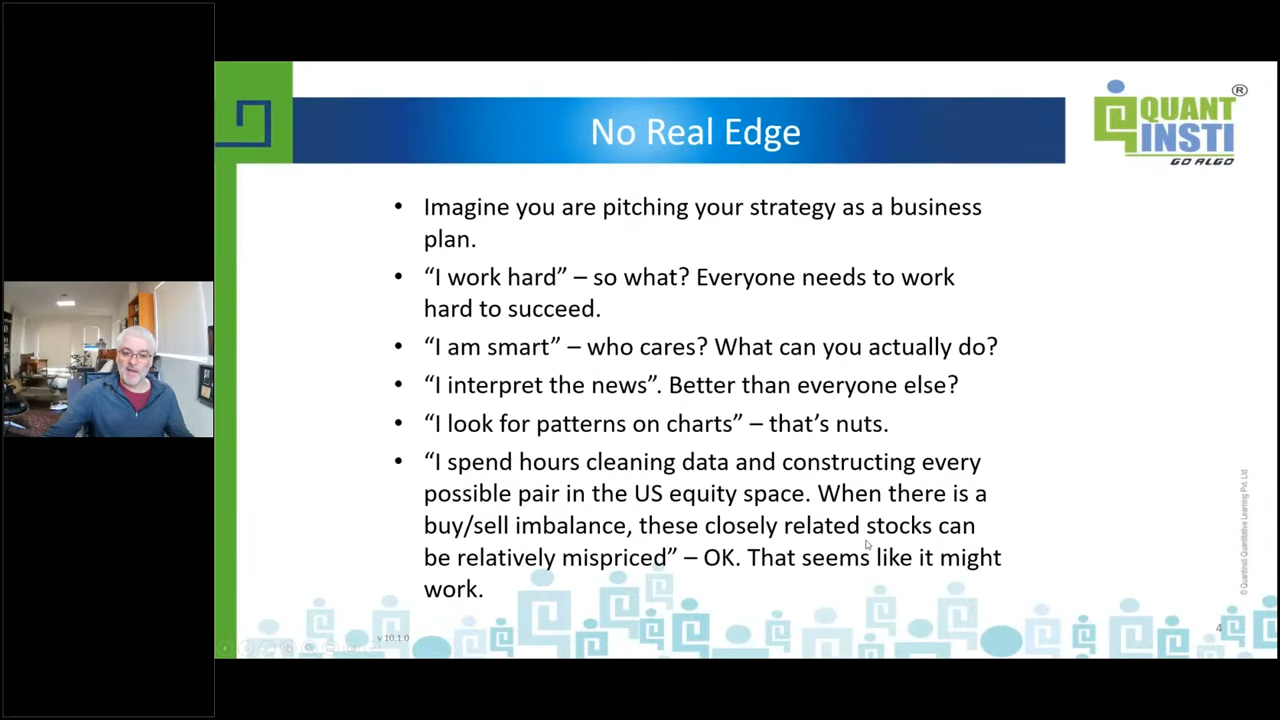 No Real Edge
QUANT
INSTI
®
GO ALGO
• Imagine you are pitching your strategy as a business
plan.
• “I work hard” – so what? Everyone needs to work
hard to succeed.
• “I am smart” – who cares? What can you actually do?
• “I interpret the news”. Better than everyone else?
• “I look for patterns on charts” – that’s nuts.
• “I spend hours cleaning data and constructing every
possible pair in the US equity space. When there is a
buy/sell imbalance, these closely related stocks can
be relatively mispriced” – OK. That seems like it might
work.
© Quantinsti Quantitative Learning Pvt. Ltd
v 10.1.0
4